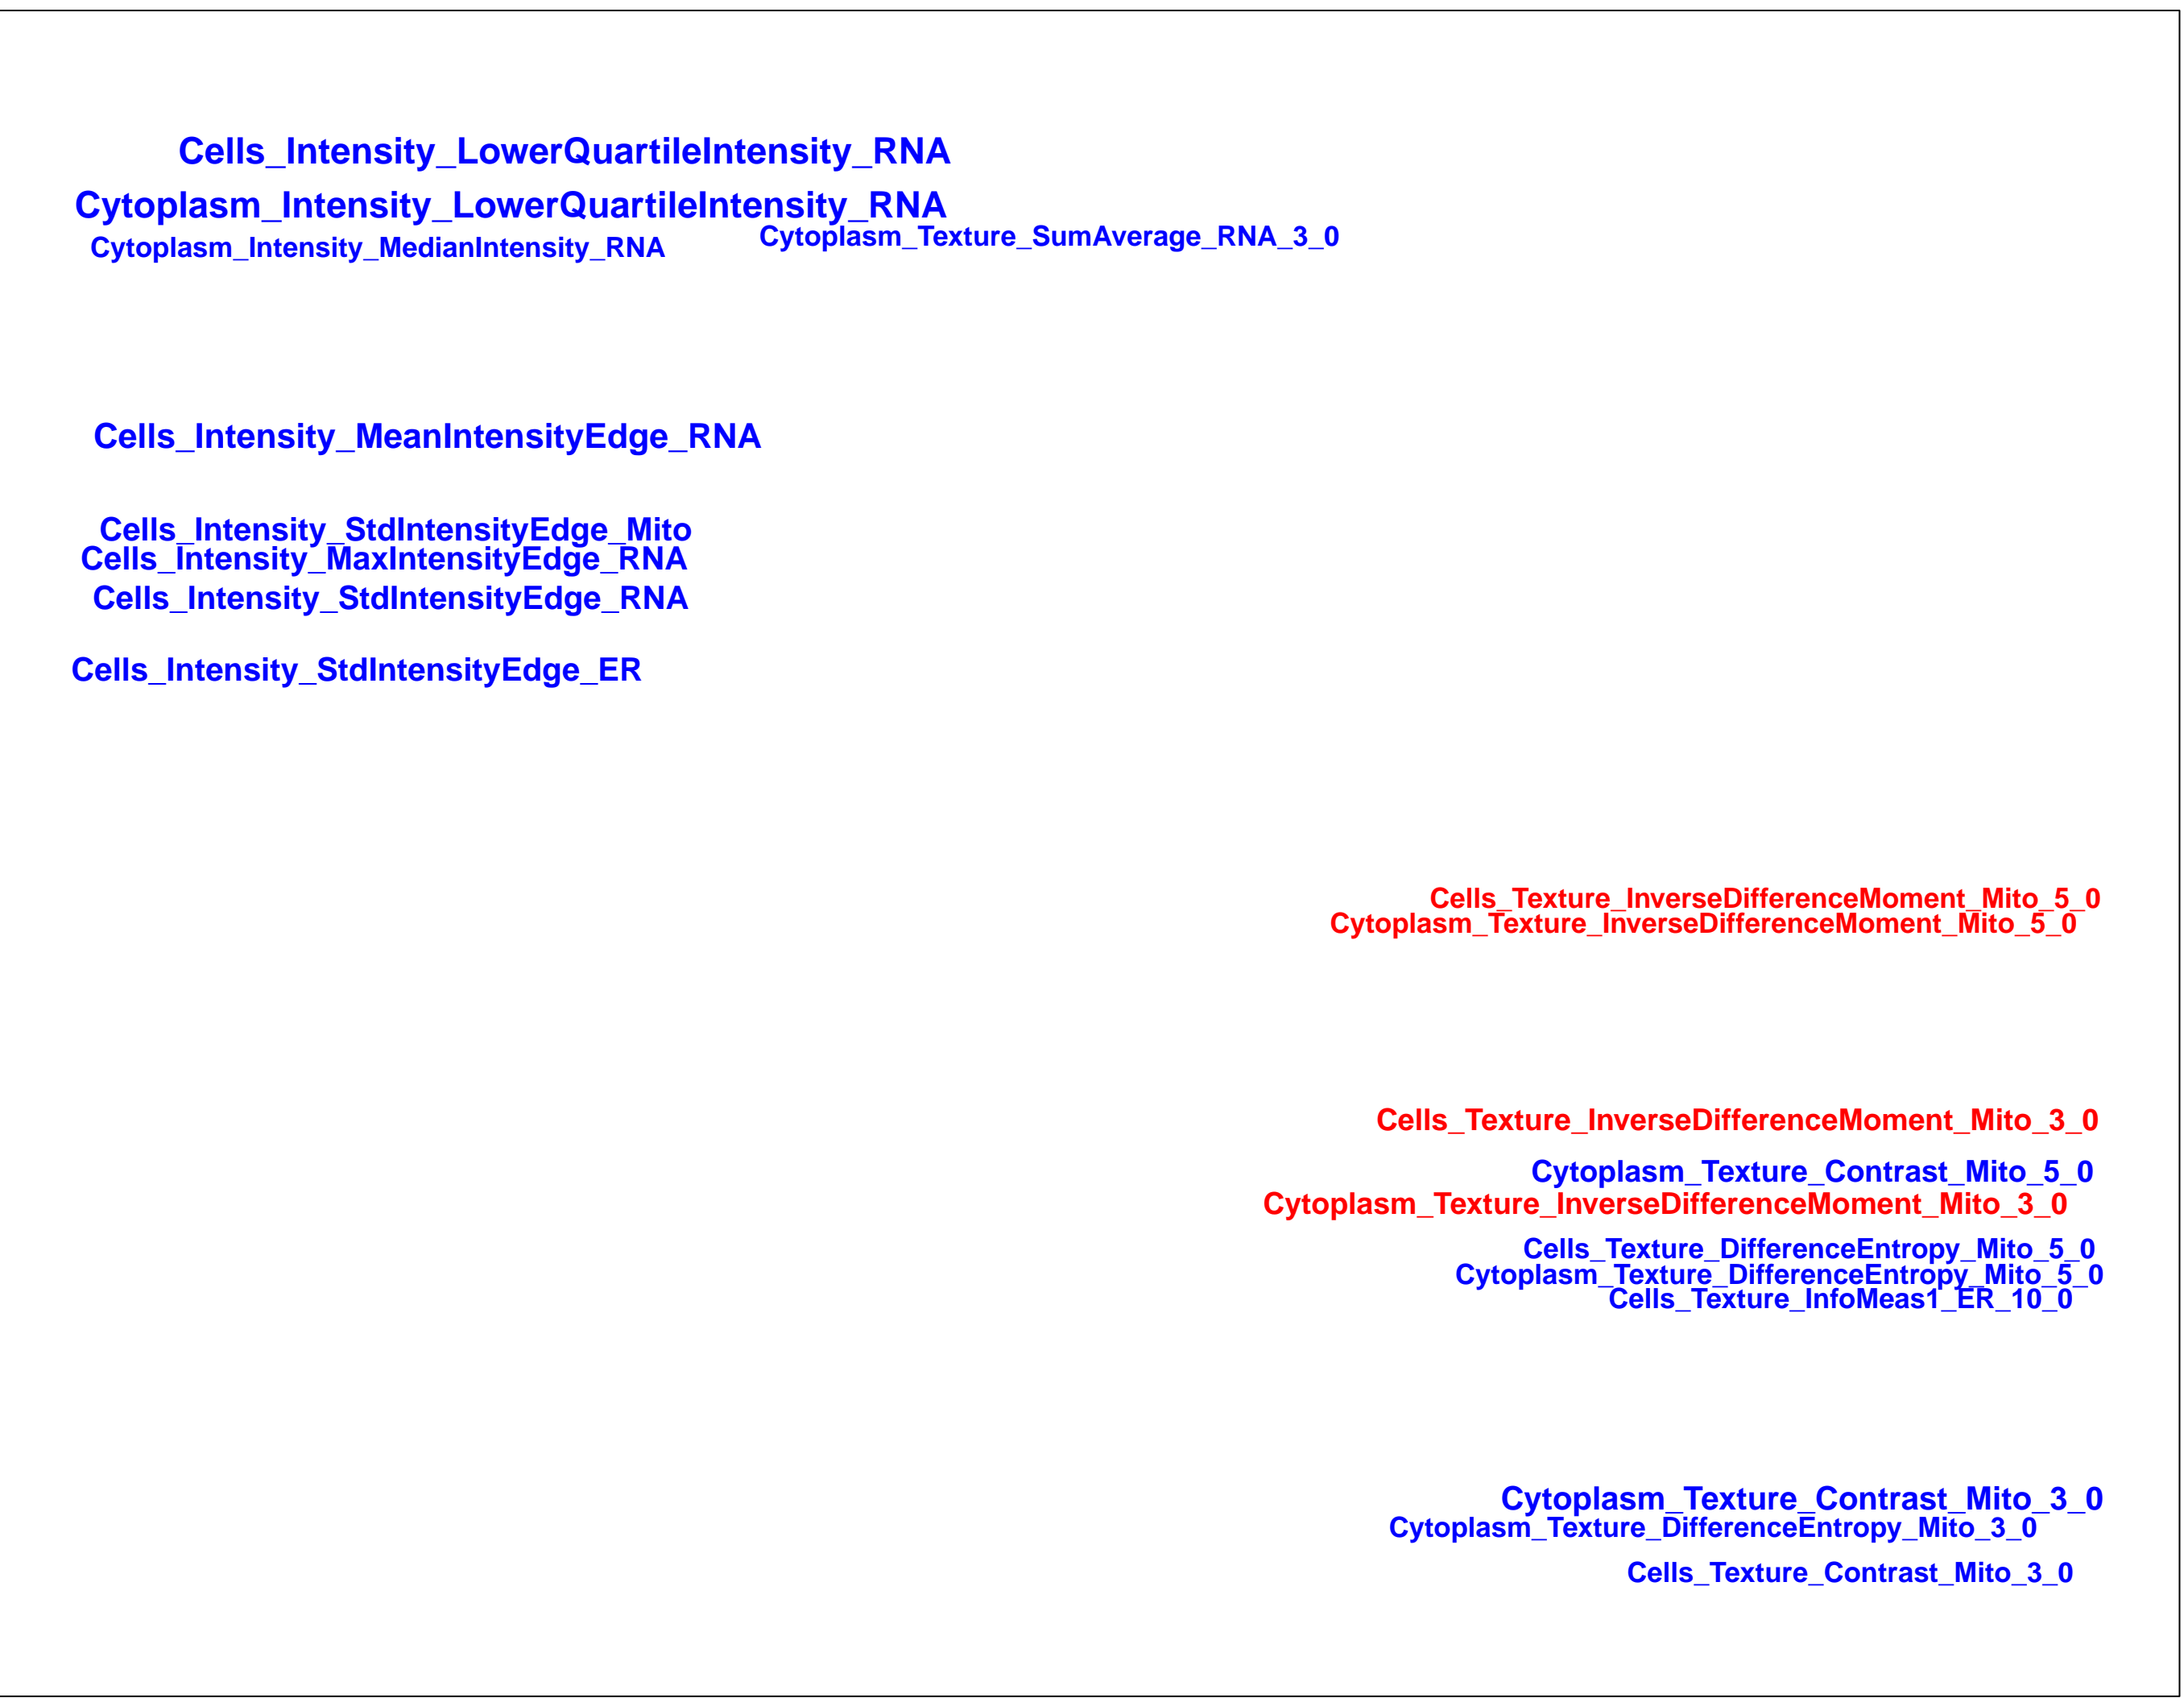 Cells_Intensity_LowerQuartileIntensity_RNA
Cytoplasm_Intensity_LowerQuartileIntensity_RNA
Cytoplasm_Texture_SumAverage_RNA_3_0
Cytoplasm_Intensity_MedianIntensity_RNA
Cells_Intensity_MeanIntensityEdge_RNA
Cells_Intensity_StdIntensityEdge_Mito
Cells_Intensity_MaxIntensityEdge_RNA
Cells_Intensity_StdIntensityEdge_RNA
Cells_Intensity_StdIntensityEdge_ER
Cells_Texture_InverseDifferenceMoment_Mito_5_0
Cytoplasm_Texture_InverseDifferenceMoment_Mito_5_0
Cells_Texture_InverseDifferenceMoment_Mito_3_0
Cytoplasm_Texture_Contrast_Mito_5_0
Cytoplasm_Texture_InverseDifferenceMoment_Mito_3_0
Cells_Texture_DifferenceEntropy_Mito_5_0
Cytoplasm_Texture_DifferenceEntropy_Mito_5_0
Cells_Texture_InfoMeas1_ER_10_0
Cytoplasm_Texture_Contrast_Mito_3_0
Cytoplasm_Texture_DifferenceEntropy_Mito_3_0
Cells_Texture_Contrast_Mito_3_0